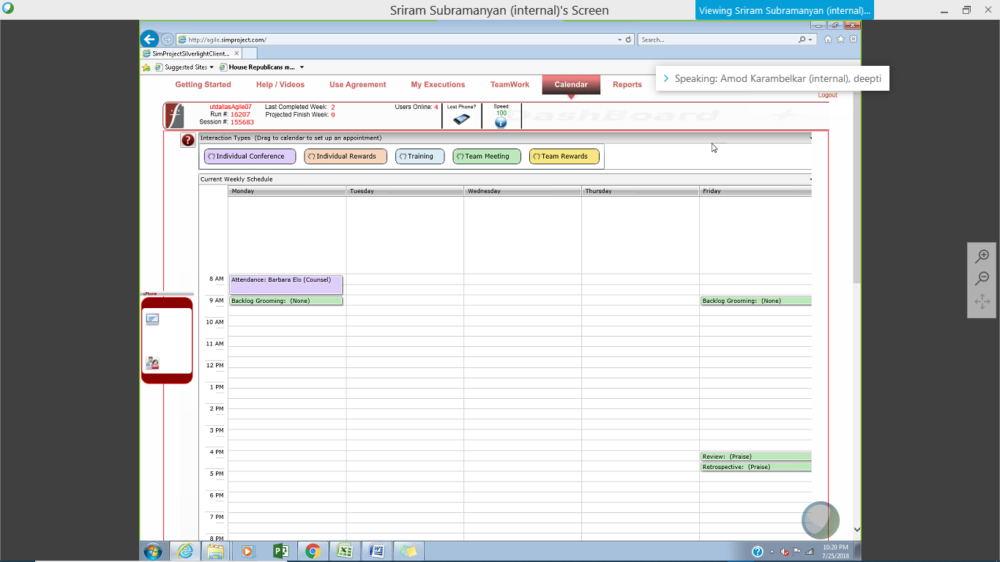 Sriram Subramanyan (internal)'s Screen
Viewing Sriram Subramanyan (internal)...
http://agile.simproject.com/
Search...
SimProjectSilverlightClient...
Suggested Sites
House Republicans m...
Speaking: Amod Karambelkar (internal), deepti
Getting Started
Help / Videos
Use Agreement
My Executions
TeamWork
Calendar
Reports
Logout
utdallasAgile07
Run #: 16207
Session #: 155683
Last Completed Week: 2
Projected Finish Week: 9
Users Online: 4
Lost Phone?
Speed:
100
DashBoard
Interaction Types (Drag to calendar to set up an appointment)
Individual Conference
Individual Rewards
Training
Team Meeting
Team Rewards
Current Weekly Schedule
Monday
Tuesday
Wednesday
Thursday
Friday
8 AM
Attendance: Barbara Elo (Counsel)
9 AM
Backlog Grooming: (None)
Backlog Grooming: (None)
10 AM
11 AM
12 PM
1 PM
2 PM
3 PM
4 PM
Review: (Praise)
Retrospective: (Praise)
5 PM
6 PM
7 PM
8 PM
uPhone
10:20 PM
7/25/2018